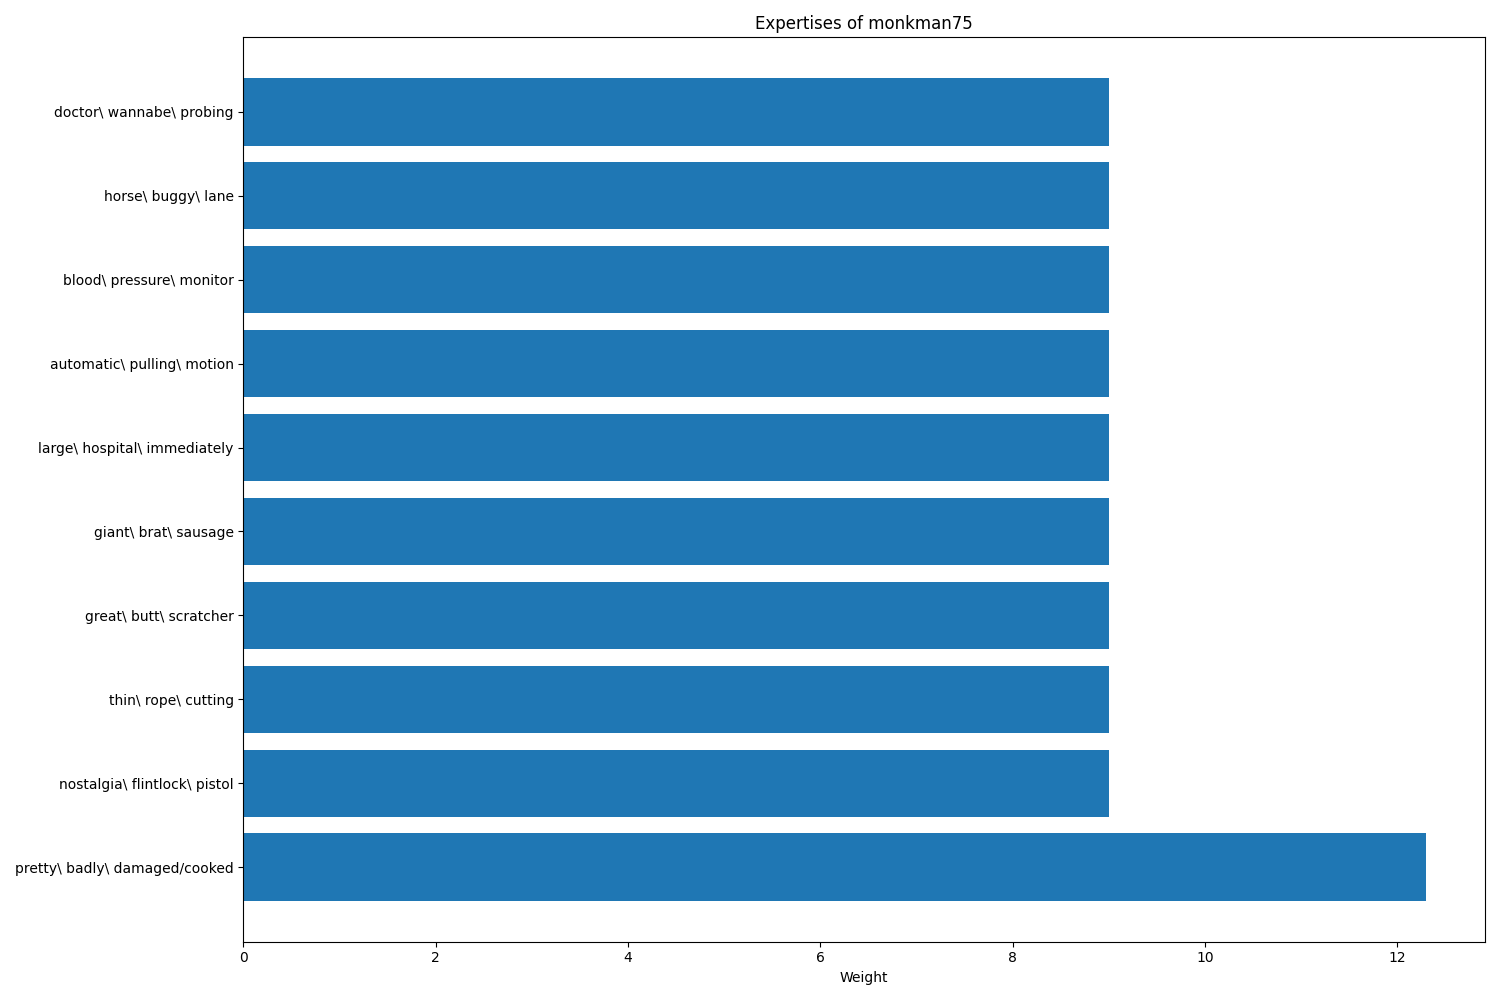 Expertises of monkman75
doctor\ wannabe\ probing
horse\ buggy\ lane
blood\ pressure\ monitor
automatic\ pulling\ motion
large\ hospital\ immediately
giant\ brat\ sausage
great\ butt\ scratcher
thin\ rope\ cutting
nostalgia\ flintlock\ pistol
pretty\ badly\ damaged/cooked
0 2 4 6 8 10 12
Weight